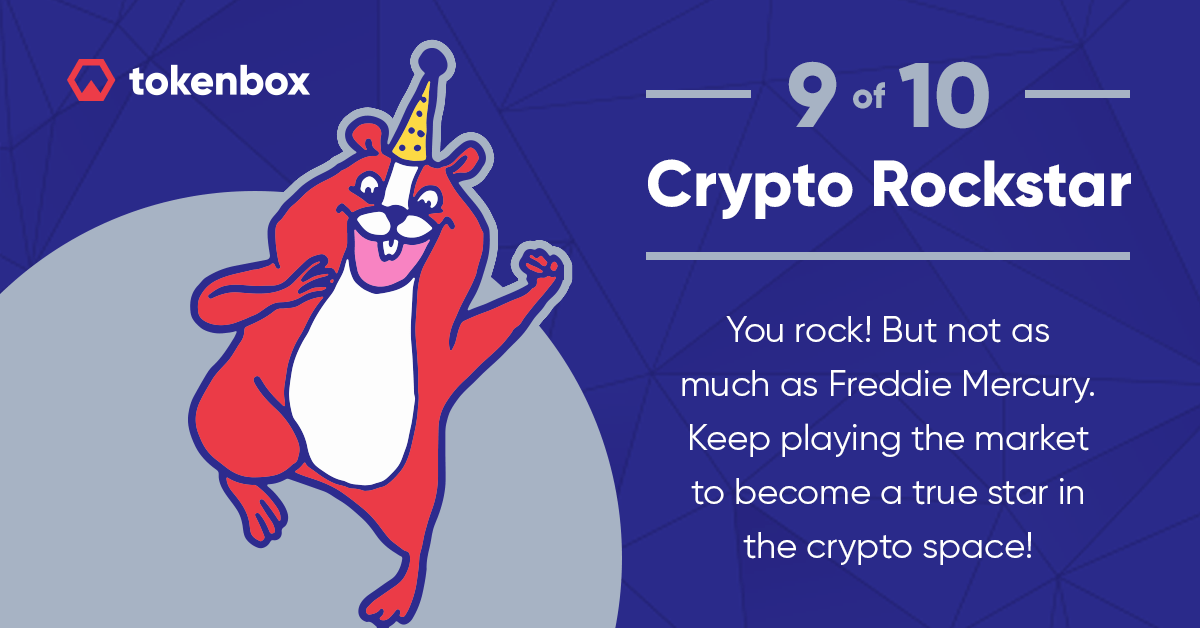 tokenbox
9 of 10
Crypto Rockstar
You rock! But not as
much as Freddie Mercury.
Keep playing the market
to become a true star in
the crypto space!